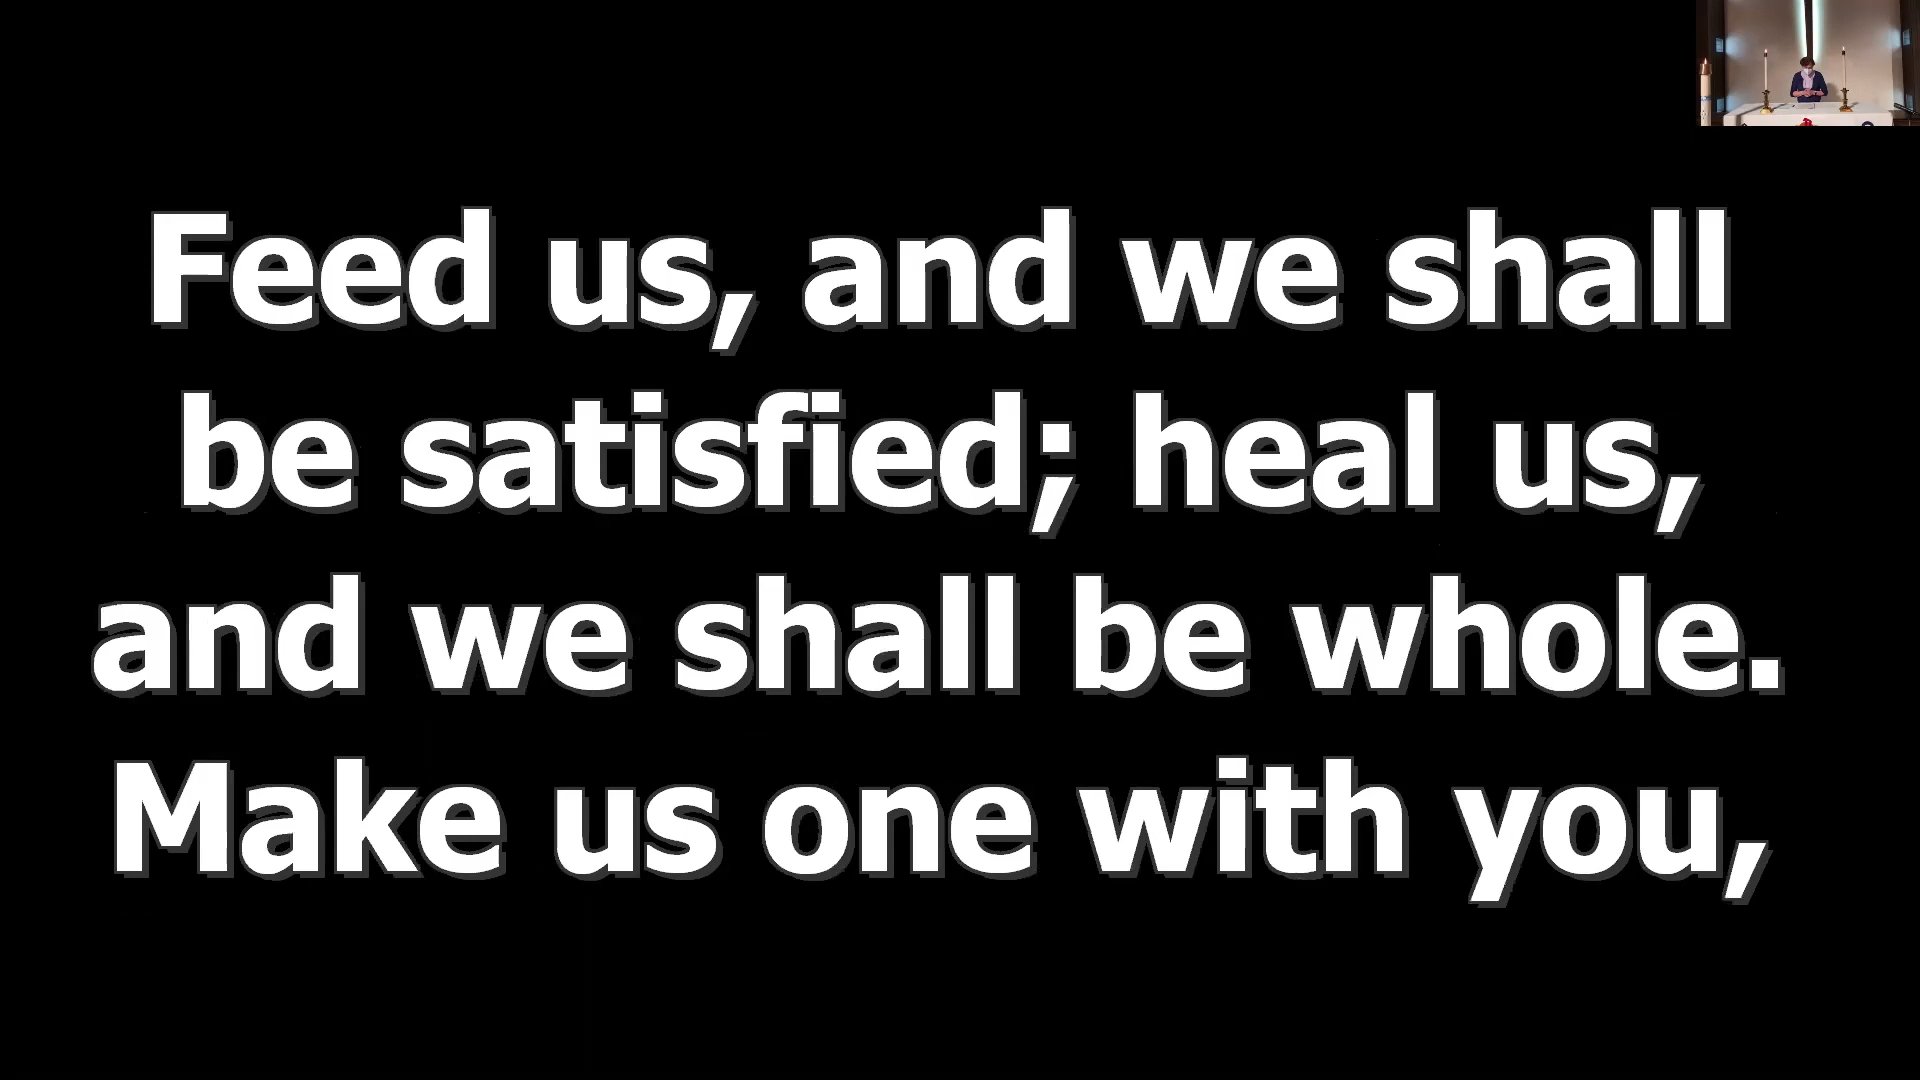 Feed us, and we shall
be satisfied; heal us,
and we shall be whole.
Make us one with you,